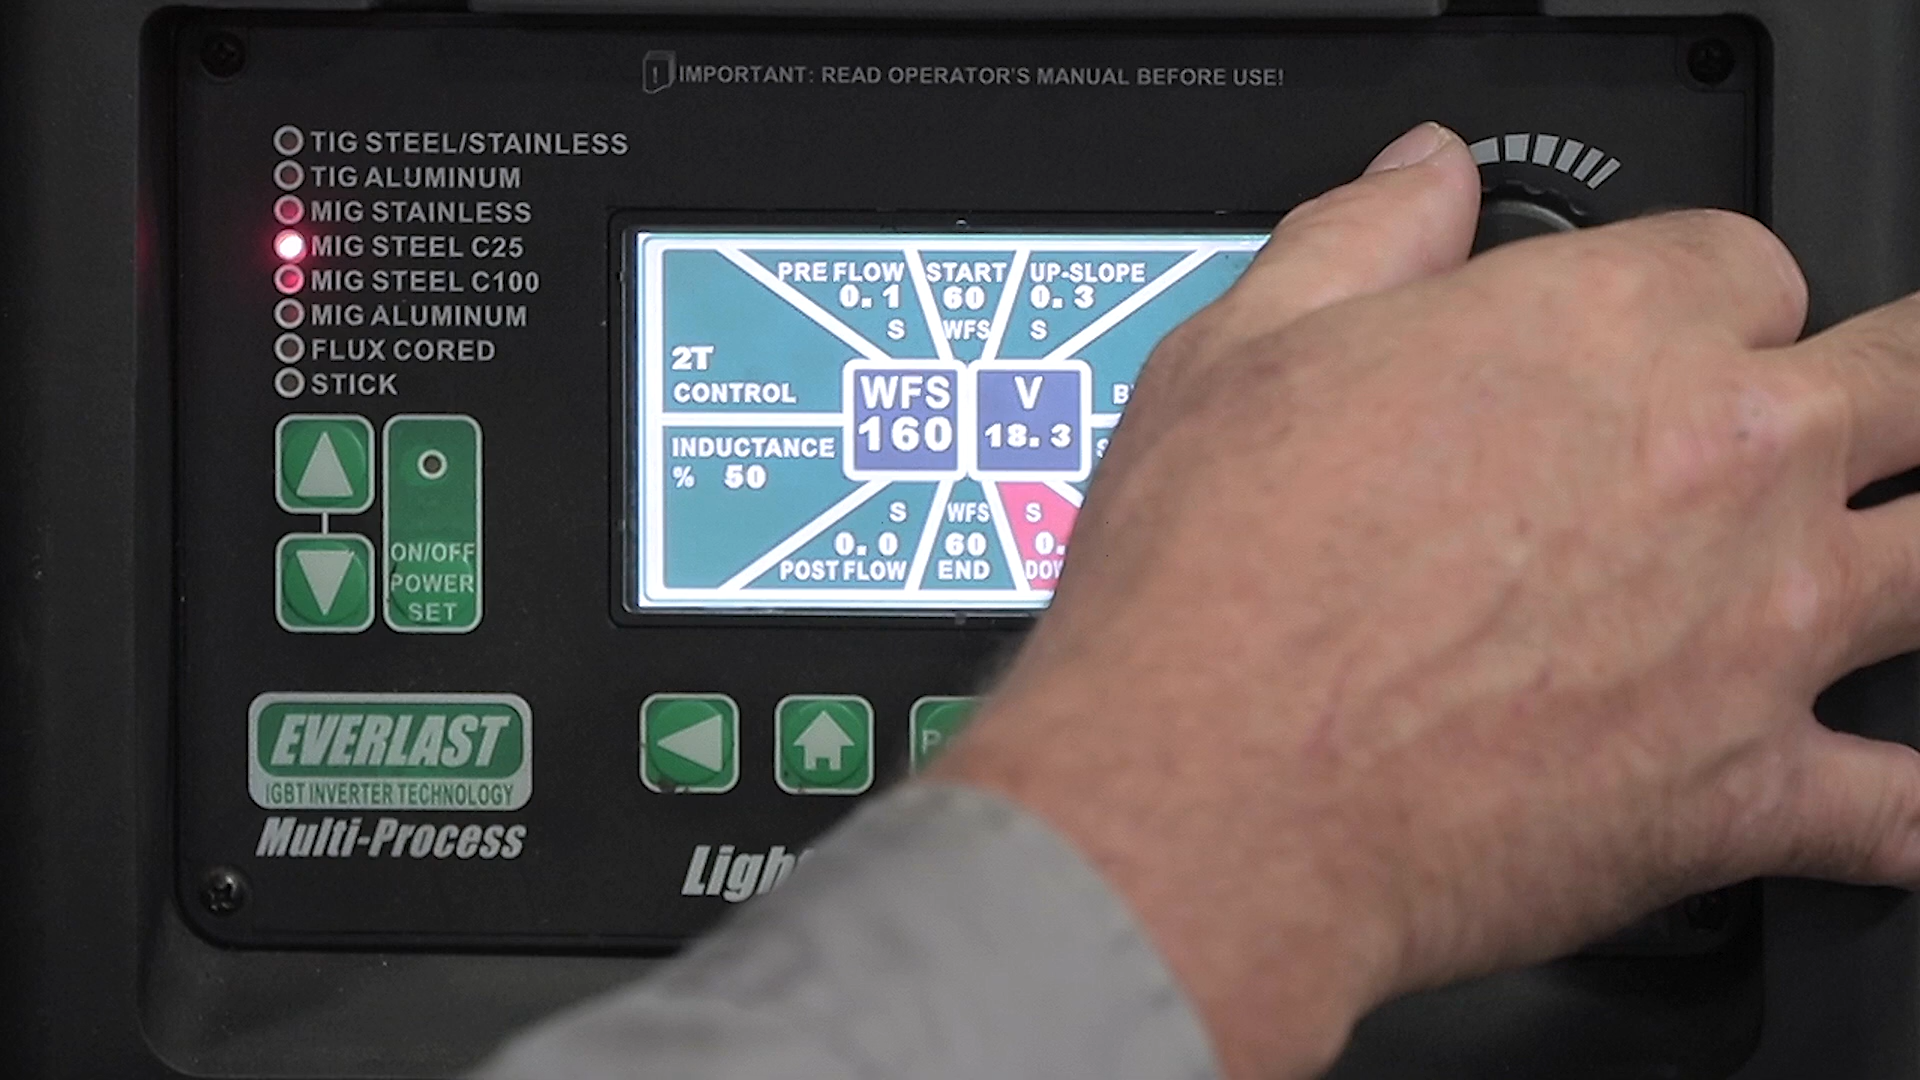 ! IMPORTANT: READ OPERATOR'S MANUAL BEFORE USE!
TIG STEEL/STAINLESS
TIG ALUMINUM
MIG STAINLESS
MIG STEEL C25
MIG STEEL C100
MIG ALUMINUM
FLUX CORED
STICK
ON/OFF
POWER
SET
PRE FLOW
0.1
S
START
60
WFS
UP-SLOPE
0.3
S
2T
CONTROL
WFS
160
V
18.3
INDUCTANCE
% 50
S
0.0
POST FLOW
WFS
60
END
S
0.
EVERLAST
IGBT INVERTER TECHNOLOGY
Multi-Process